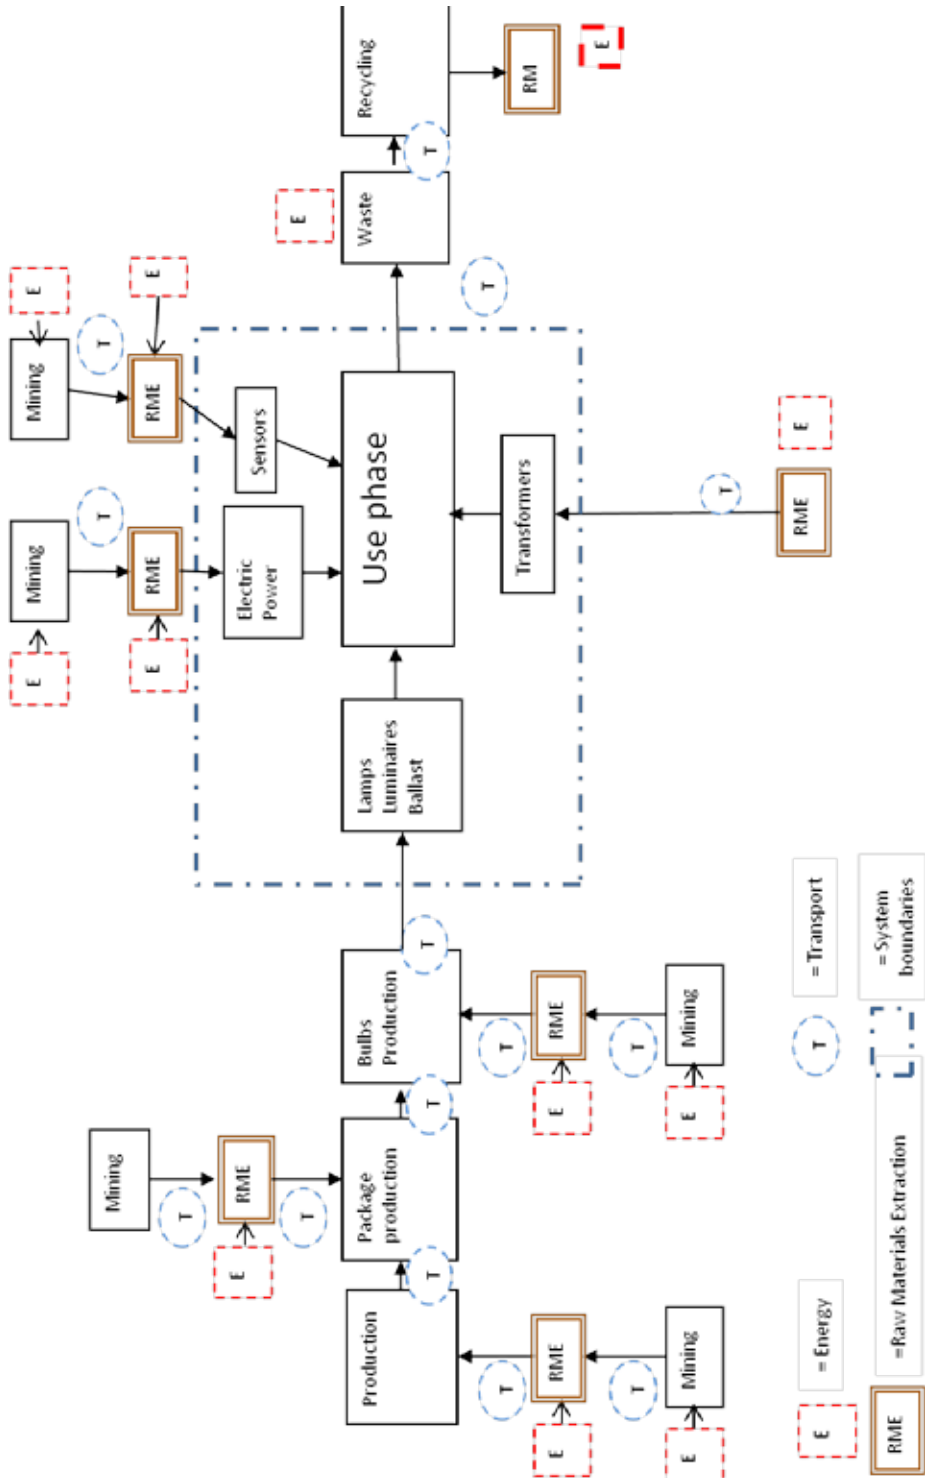 E
Mining
Mining
E
Mining
T
T
E
RME
RME
E
T
E
RME
Electric
Power
Sensors
E
T
Production
Package
production
Bulbs
Production
Lamps
Luminaires
Ballast
Use phase
Waste
Recycling
T
T
T
T
T
T
T
Transformers
RM
E
RME
E
RME
E
T
T
E
Mining
E
Mining
T
RME
E
E
= Energy
T
=Transport
RME
=Raw Materials Extraction
=System
boundaries